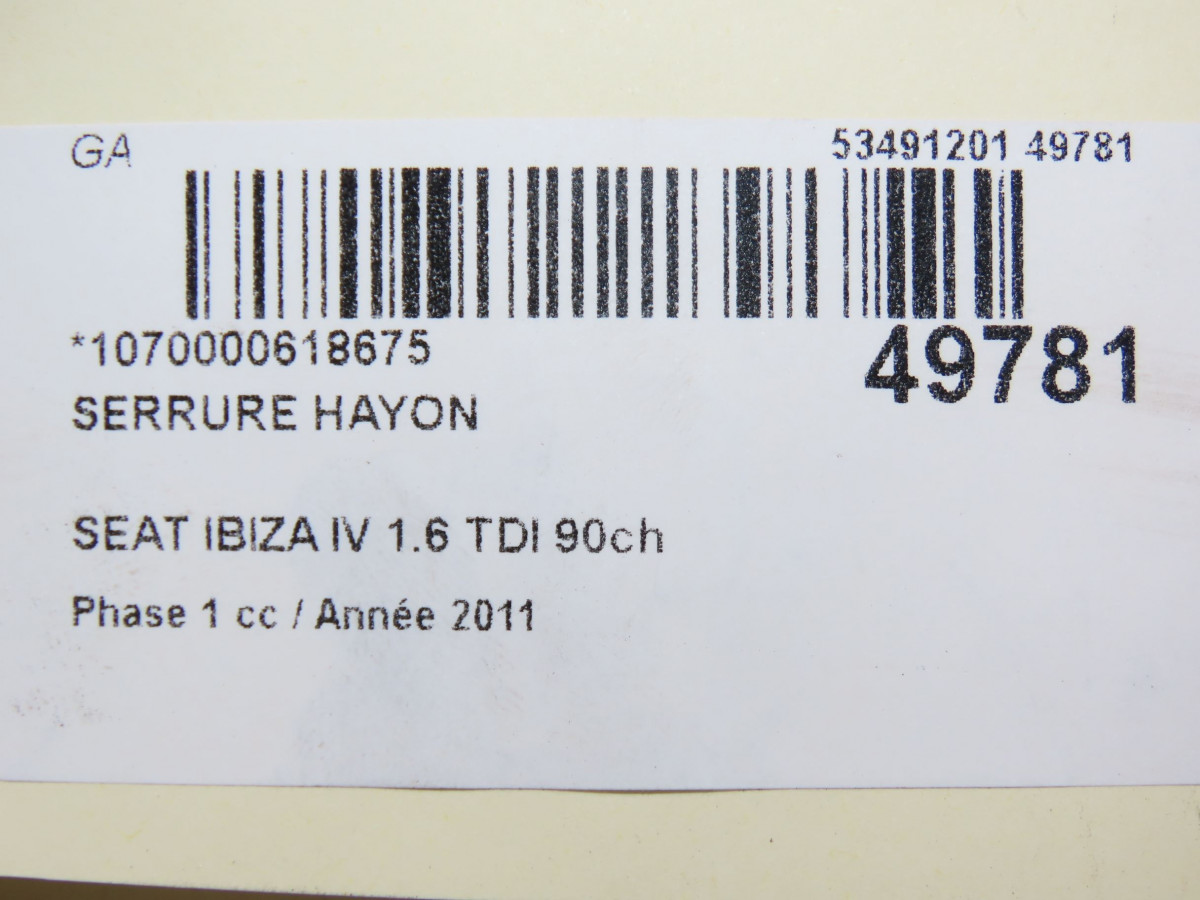 GA 53491201 49781
*1070000618675
49781
SERRURE HAYON
SEAT IBIZA IV 1.6 TDI 90ch
Phase 1 cc / Année 2011